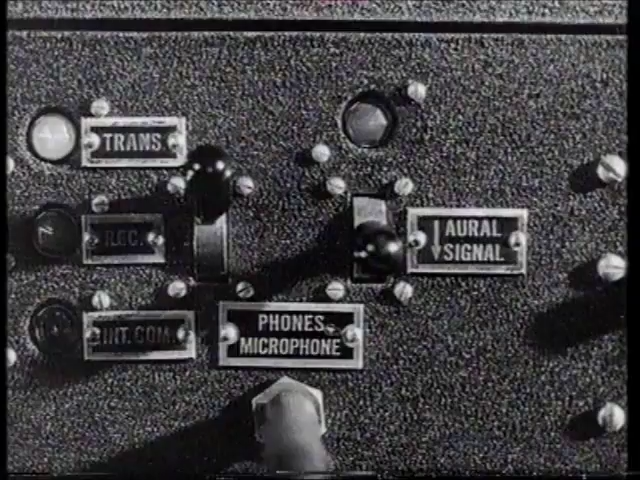 TRANS.
REC.
INT. COM.
PHONES-
MICROPHONE
AURAL
SIGNAL